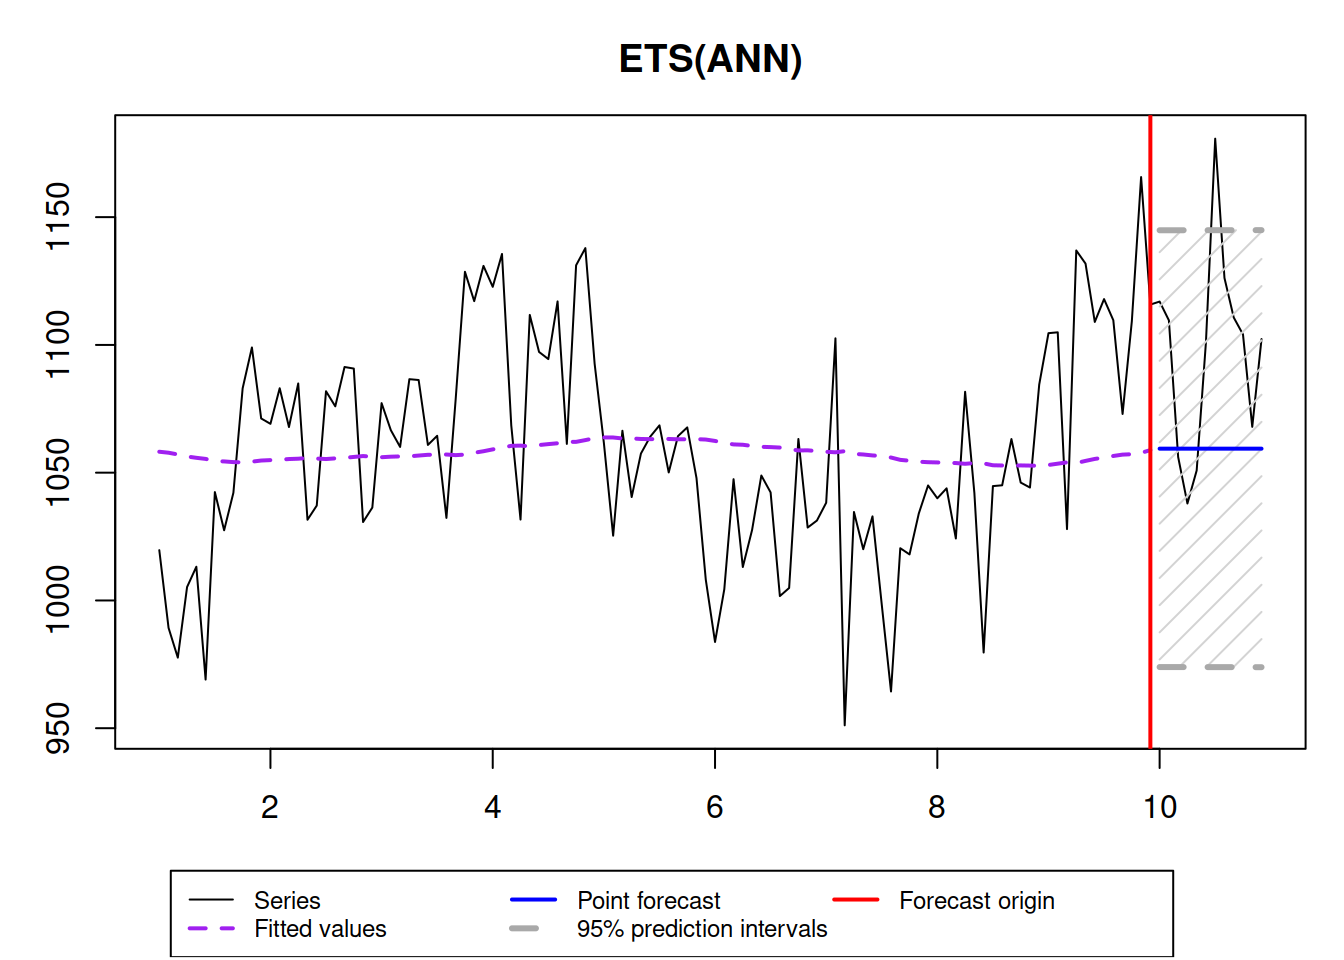 ETS(ANN)
1150
1100
1050
1000
950
2 4 6 8 10
Series Point forecast Forecast origin
Fitted values 95% prediction intervals